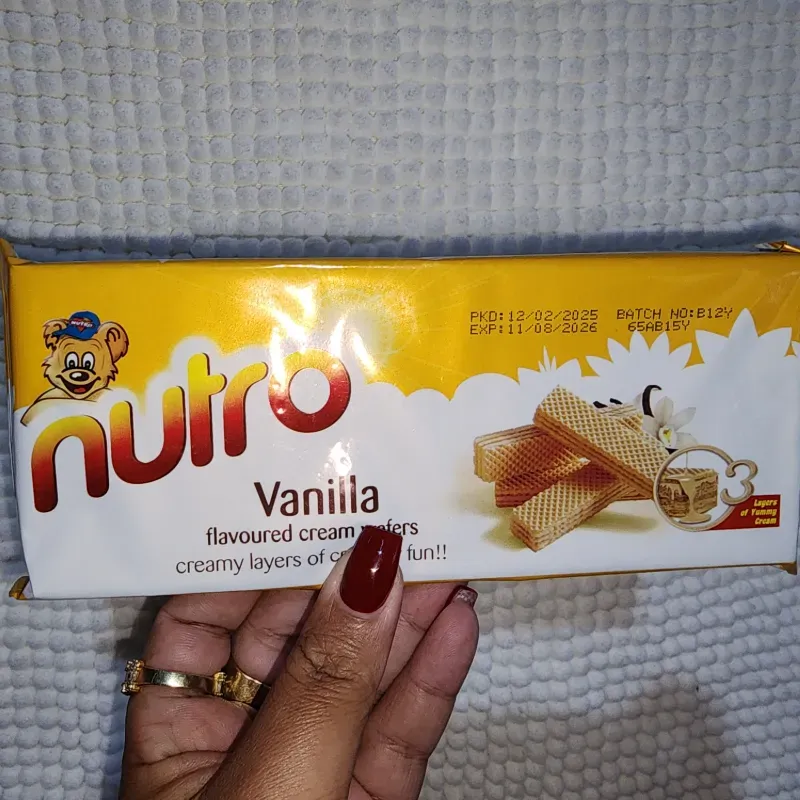 PKD:12/02/2025 BATCH NO:B12Y
EXP:11/08/2026 65AB15Y
nutro
Vanilla
flavoured cream wafers
creamy layers of fun!!
3
Layers
of Yummy
Cream